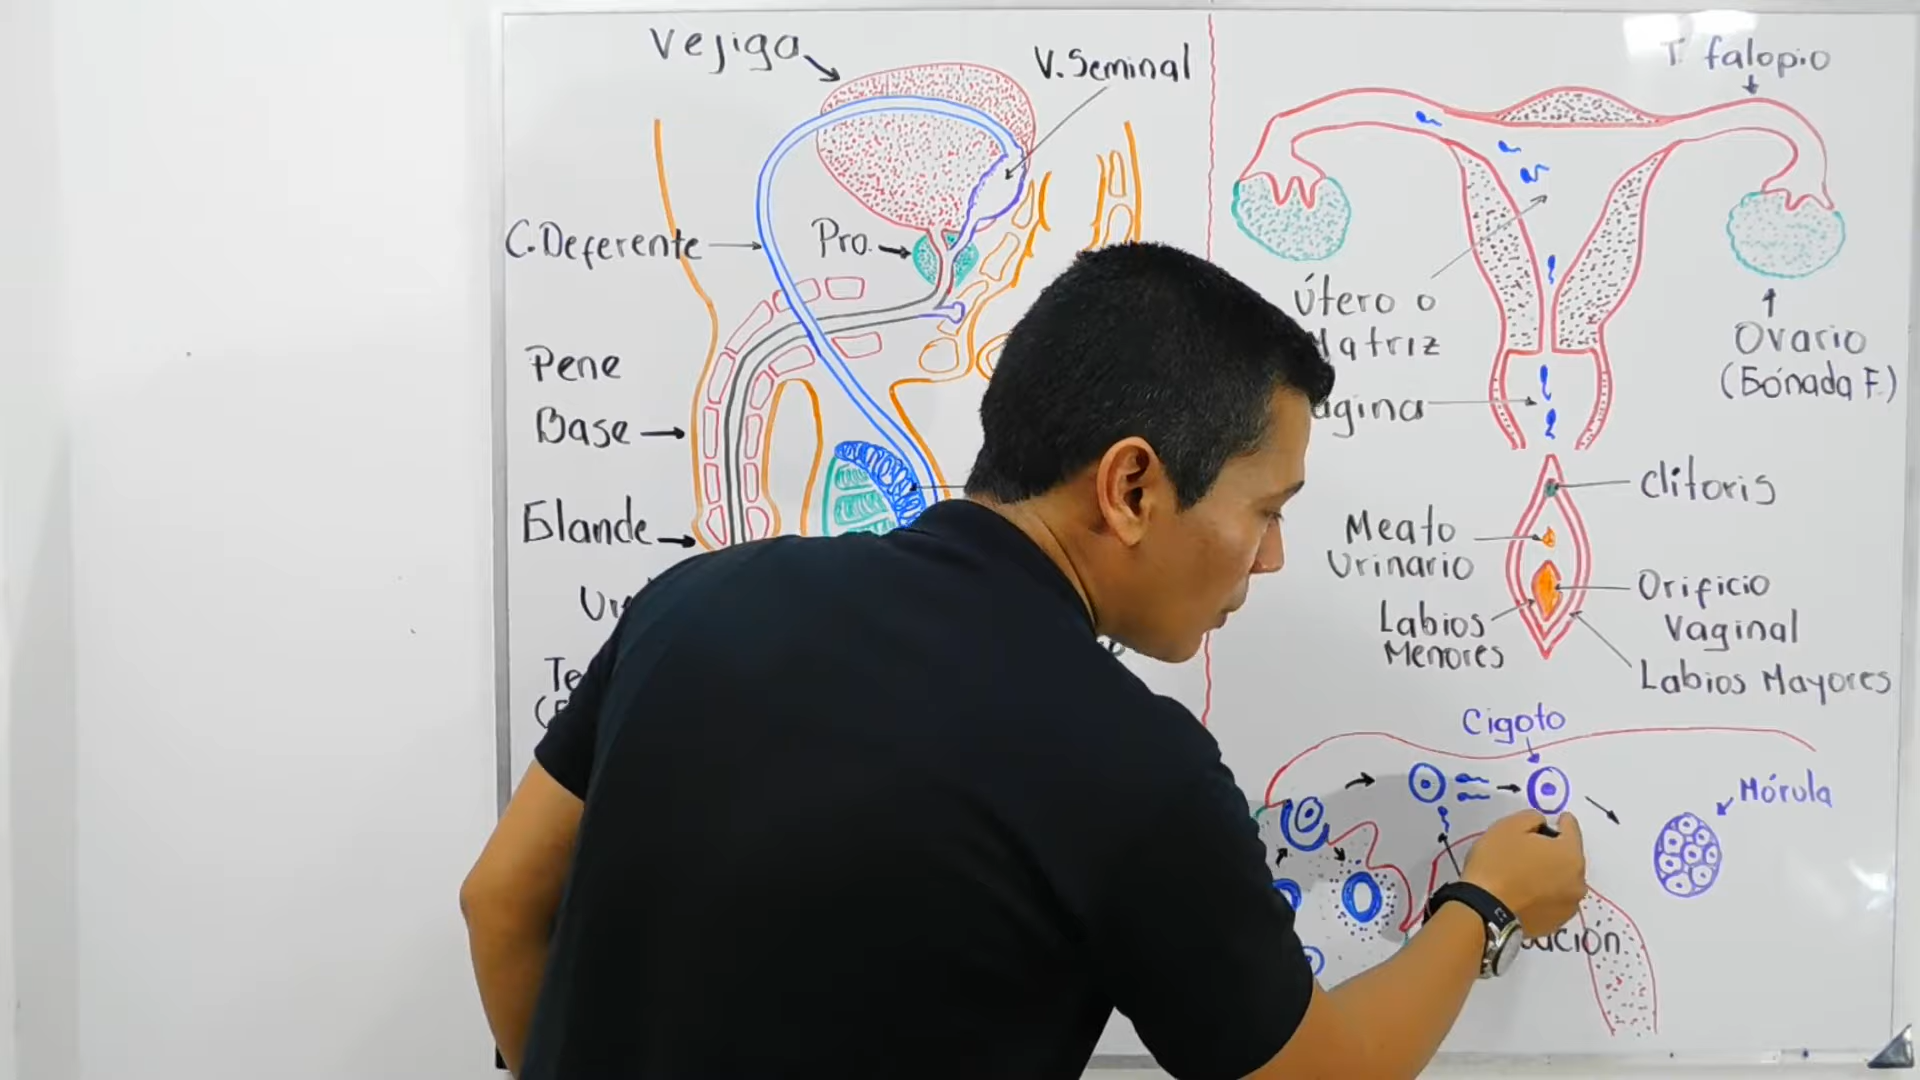 Vejiga
V. Seminal
C. Deferente
Pro.
Pene
Base
Glande
T. falopio
Útero o
Matriz
Ovario
(Gónada F.)
Clitoris
Meato
Urinario
Orificio
Vaginal
Labios
Menores
Labios Mayores
Cigoto
Mórula